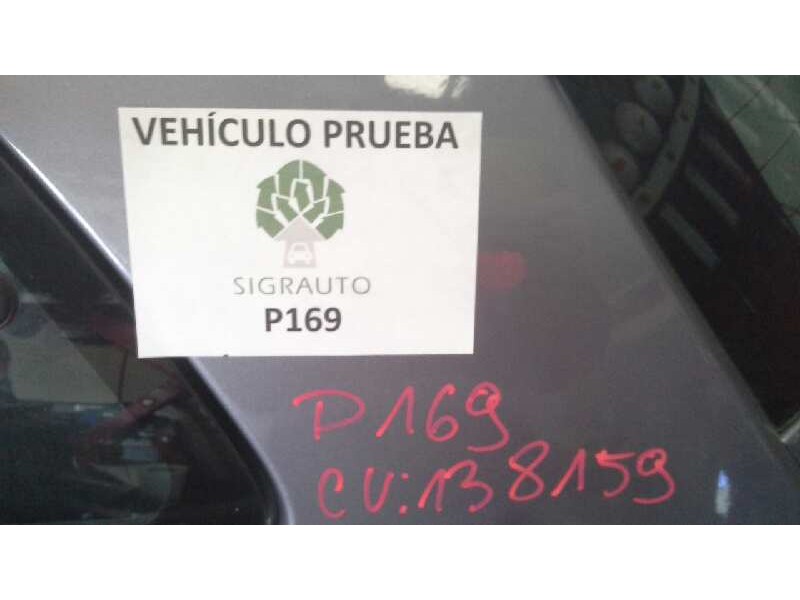 VEHÍCULO PRUEBA
SIGRAUTO
P169
P169
CV:138159